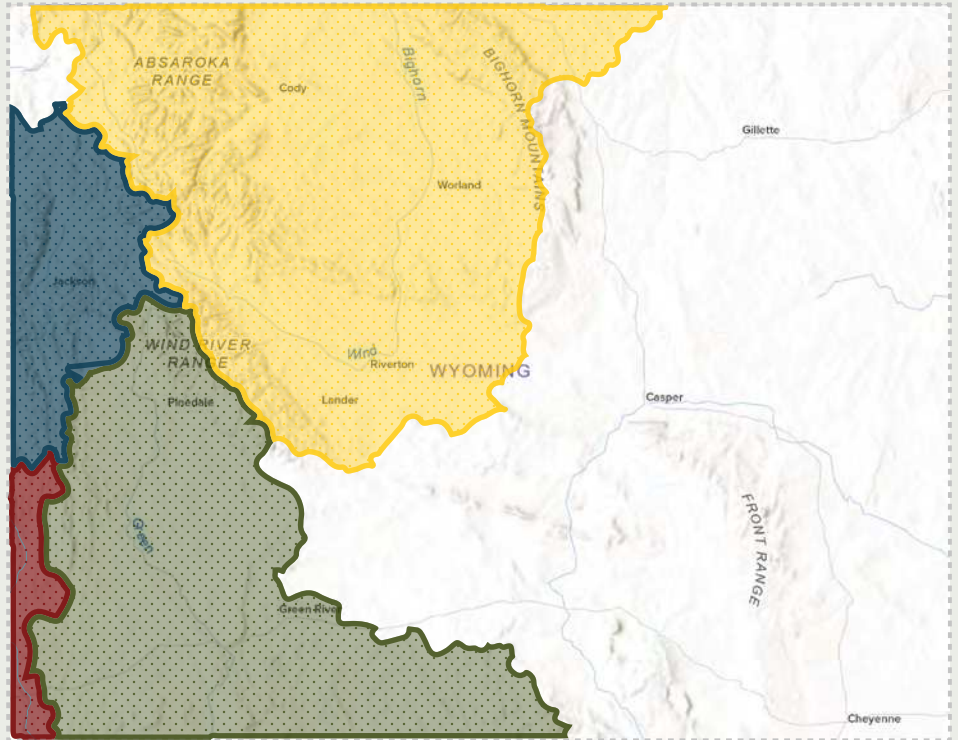 ABSAROKA
RANGE
Cody
Bighorn
BIGHORN MOUNTAINS
Gillette
Worland
Jackson
WIND RIVER
RANGE
Wind
Riverton
WYOMING
Pinedale
Lander
Casper
Green
FRONT RANGE
Green River
Cheyenne